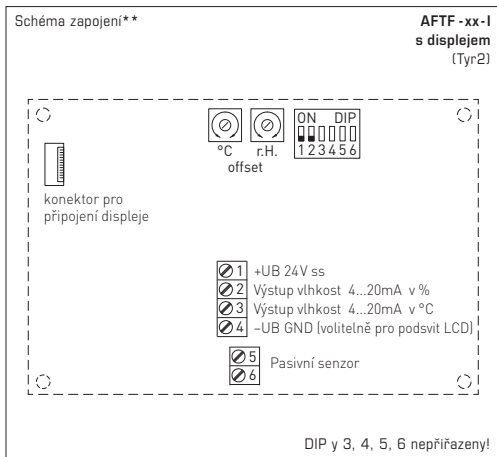 Schéma zapojení**
AFTF - xx - I
s displejem
(Tyr2)
ON DIP
1 2 3 4 5 6
°C r.H.
offset
konektor pro
připojení displeje
1 +UB 24V ss
2 Výstup vlhkost 4...20mA v %
3 Výstup vlhkost 4...20mA v °C
4 –UB GND (volitelně pro podsvit LCD)
5
Pasivní senzor
6
DIP y 3, 4, 5, 6 nepřiřazeny!